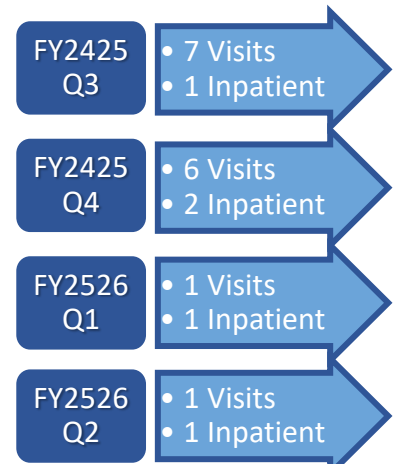 FY2425
Q3
• 7 Visits
• 1 Inpatient
FY2425
Q4
• 6 Visits
• 2 Inpatient
FY2526
Q1
• 1 Visits
• 1 Inpatient
FY2526
Q2
• 1 Visits
• 1 Inpatient